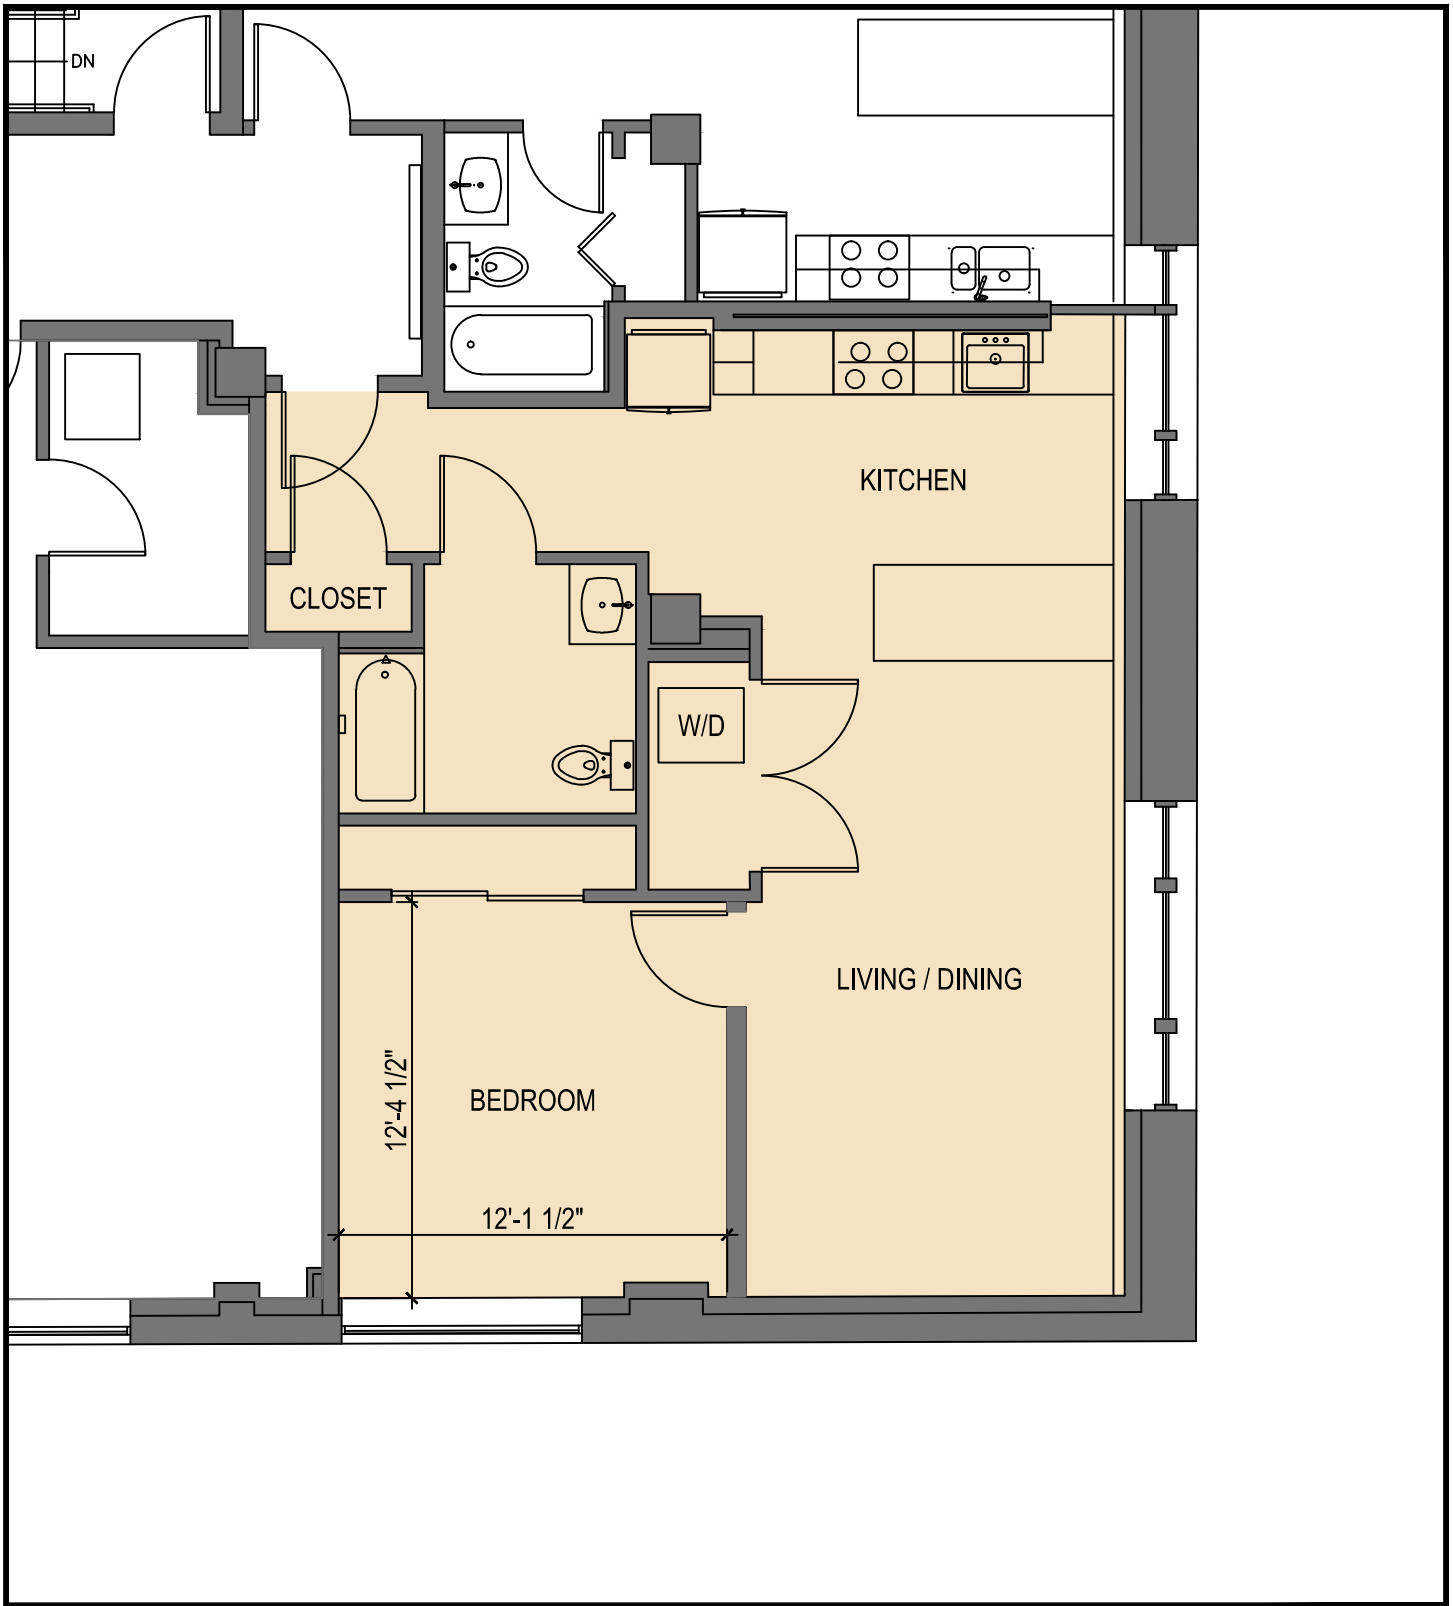 DN
KITCHEN
CLOSET
W/D
LIVING / DINING
12'-4 1/2"
BEDROOM
12'-1 1/2"